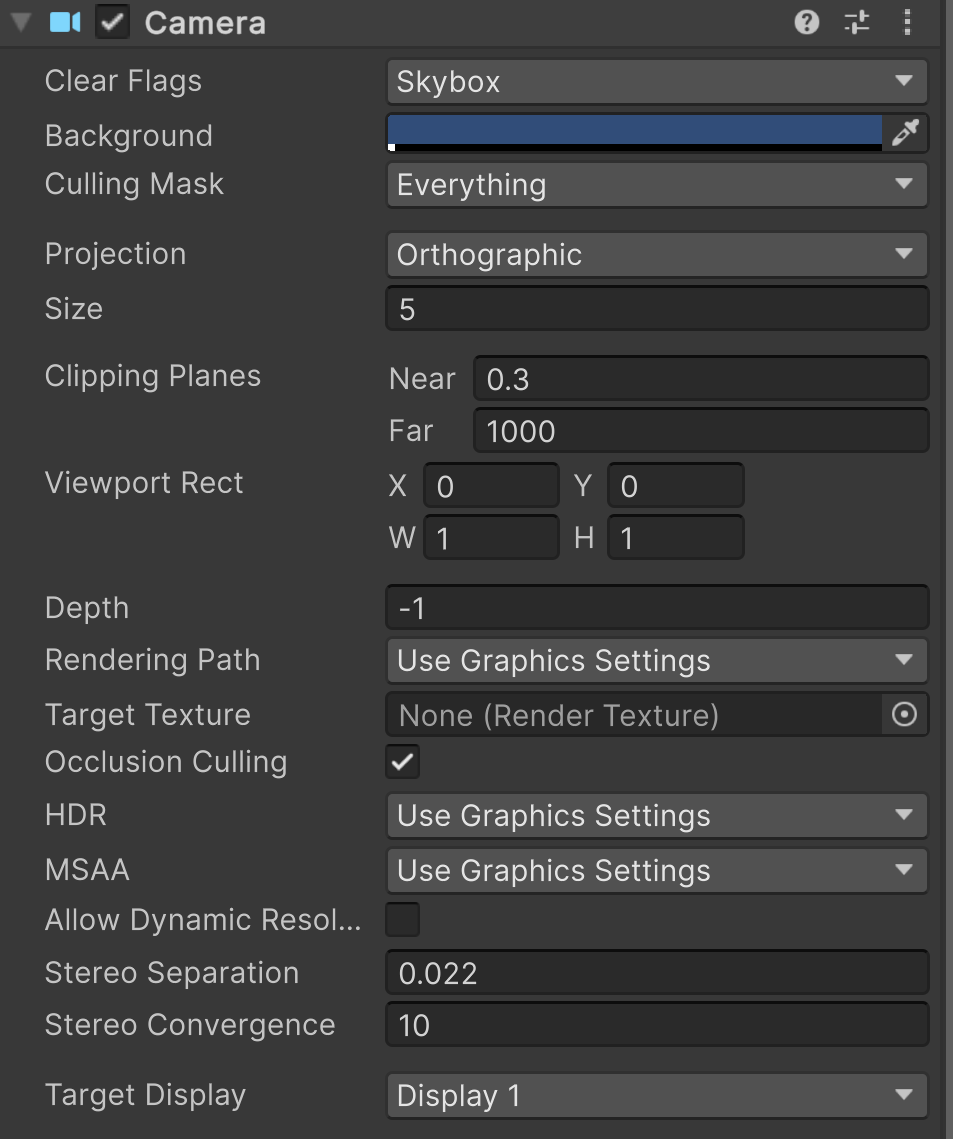 Camera
Clear Flags Skybox
Background
Culling Mask Everything
Projection Orthographic
Size 5
Clipping Planes Near 0.3
Far 1000
Viewport Rect X 0 Y 0
W 1 H 1
Depth -1
Rendering Path Use Graphics Settings
Target Texture None (Render Texture)
Occlusion Culling
HDR Use Graphics Settings
MSAA Use Graphics Settings
Allow Dynamic Resol...
Stereo Separation 0.022
Stereo Convergence 10
Target Display Display 1